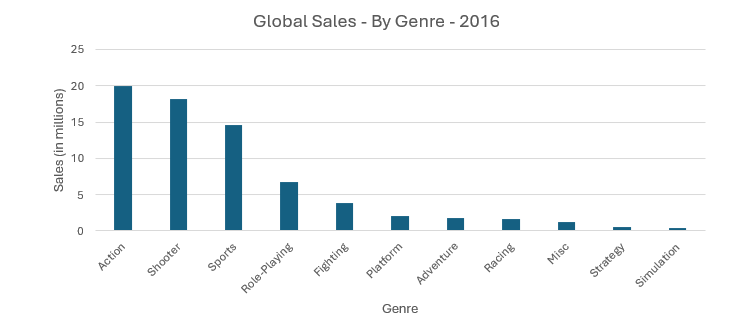 Global Sales - By Genre - 2016
25
20
15
10
5
0
Sales (in millions)
Action
Shooter
Sports
Role-Playing
Fighting
Platform
Adventure
Racing
Misc
Strategy
Simulation
Genre